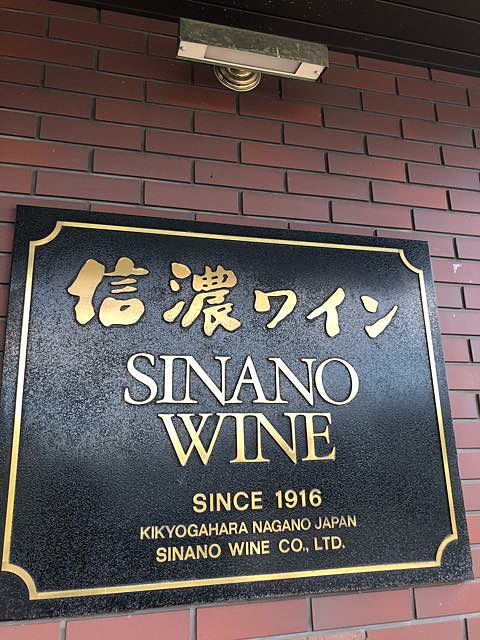 信濃ワイン
SINANO
WINE
SINCE 1916
KIKYOGAHARA NAGANO JAPAN
SINANO WINE CO., LTD.